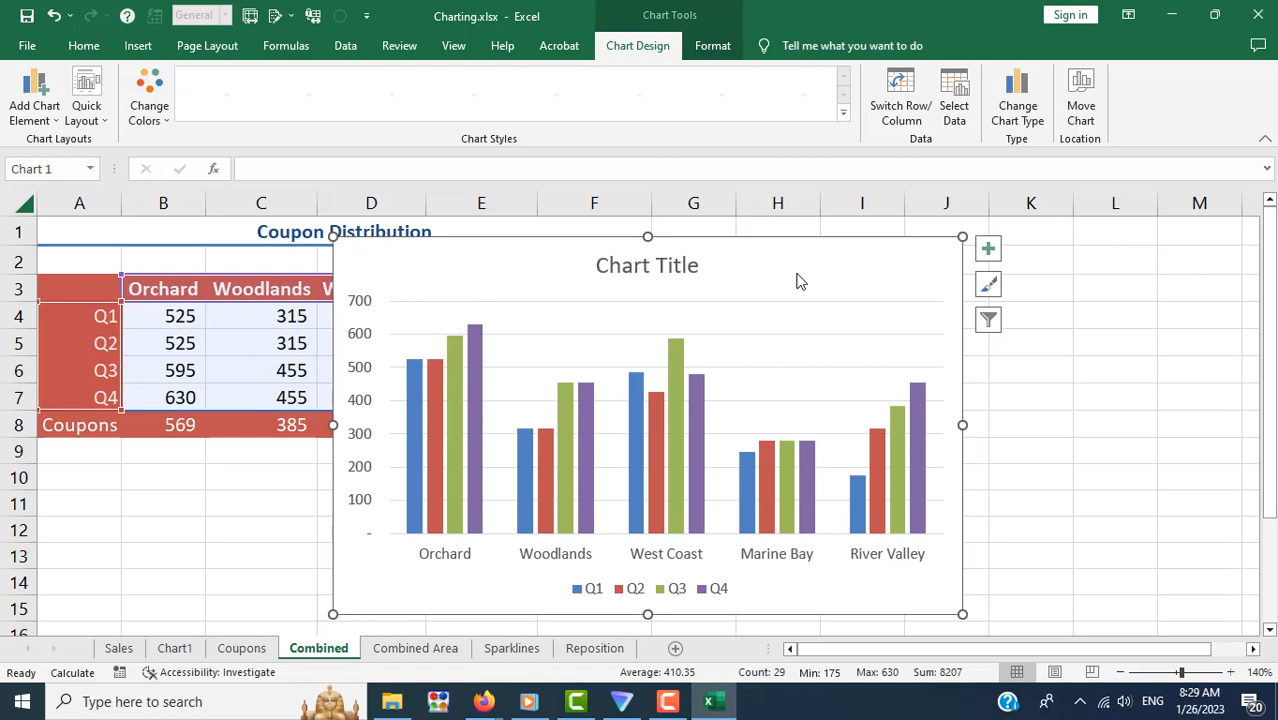 General
Charting.xlsx - Excel
Chart Tools
Sign in
File
Home
Insert
Page Layout
Formulas
Data
Review
View
Help
Acrobat
Chart Design
Format
Tell me what you want to do
Add Chart
Element
Quick
Layout
Change
Colors
Switch Row/
Column
Select
Data
Change
Chart Type
Move
Chart
Chart Layouts
Chart Styles
Data
Type
Location
Chart 1
A B C D E F G H I J K L M
1 Coupon Distribution
2
3 Orchard Woodlands
4 Q1 525 315
5 Q2 525 315
6 Q3 595 455
7 Q4 630 455
8 Coupons 569 385
9
10
11
12
13
14
15
16
Chart Title
700
600
500
400
300
200
100
-
Orchard Woodlands West Coast Marine Bay River Valley
Q1 Q2 Q3 Q4
Sales Chart1 Coupons Combined Combined Area Sparklines Reposition
Ready Calculate Accessibility: Investigate Average: 410.35 Count: 29 Min: 175 Max: 630 Sum: 8207 140%
Type here to search
ENG
8:29 AM
1/26/2023
20